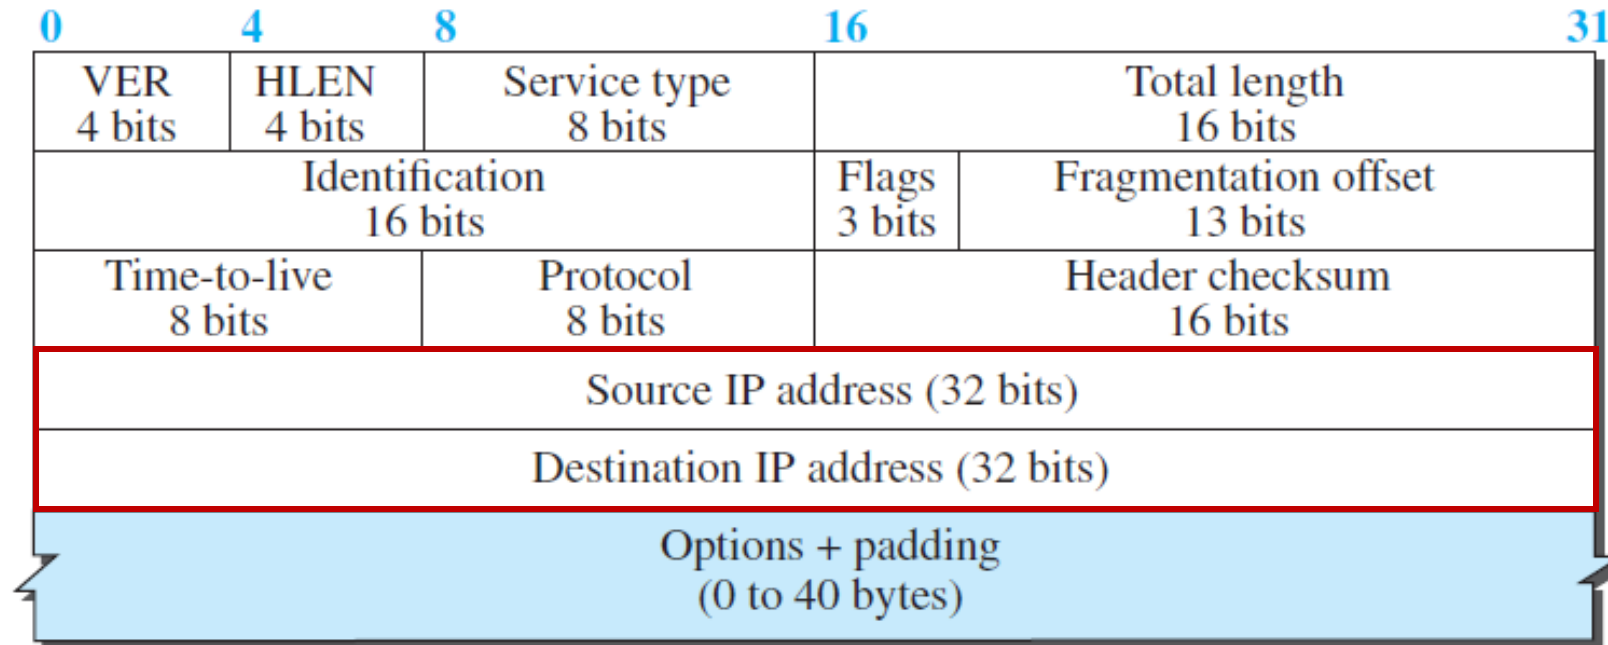 0 4 8 16 31
VER HLEN Service type Total length
4 bits 4 bits 8 bits 16 bits
Identification Flags Fragmentation offset
16 bits 3 bits 13 bits
Time-to-live Protocol Header checksum
8 bits 8 bits 16 bits
Source IP address (32 bits)
Destination IP address (32 bits)
Options + padding
(0 to 40 bytes)